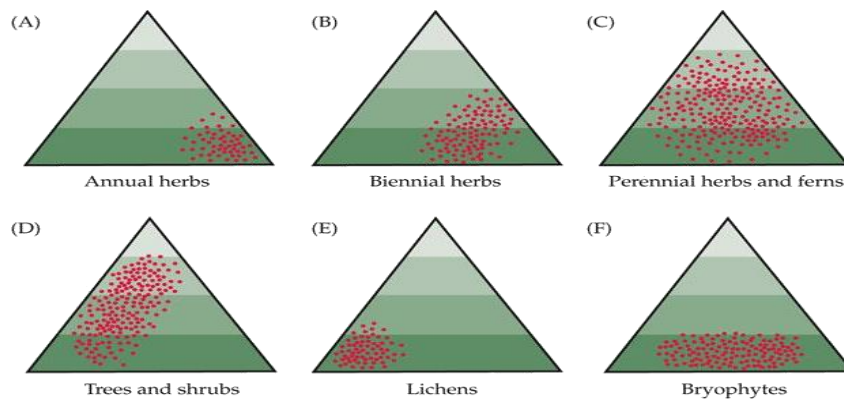 (A) (B) (C)
Annual herbs Biennial herbs Perennial herbs and ferns
(D) (E) (F)
Trees and shrubs Lichens Bryophytes